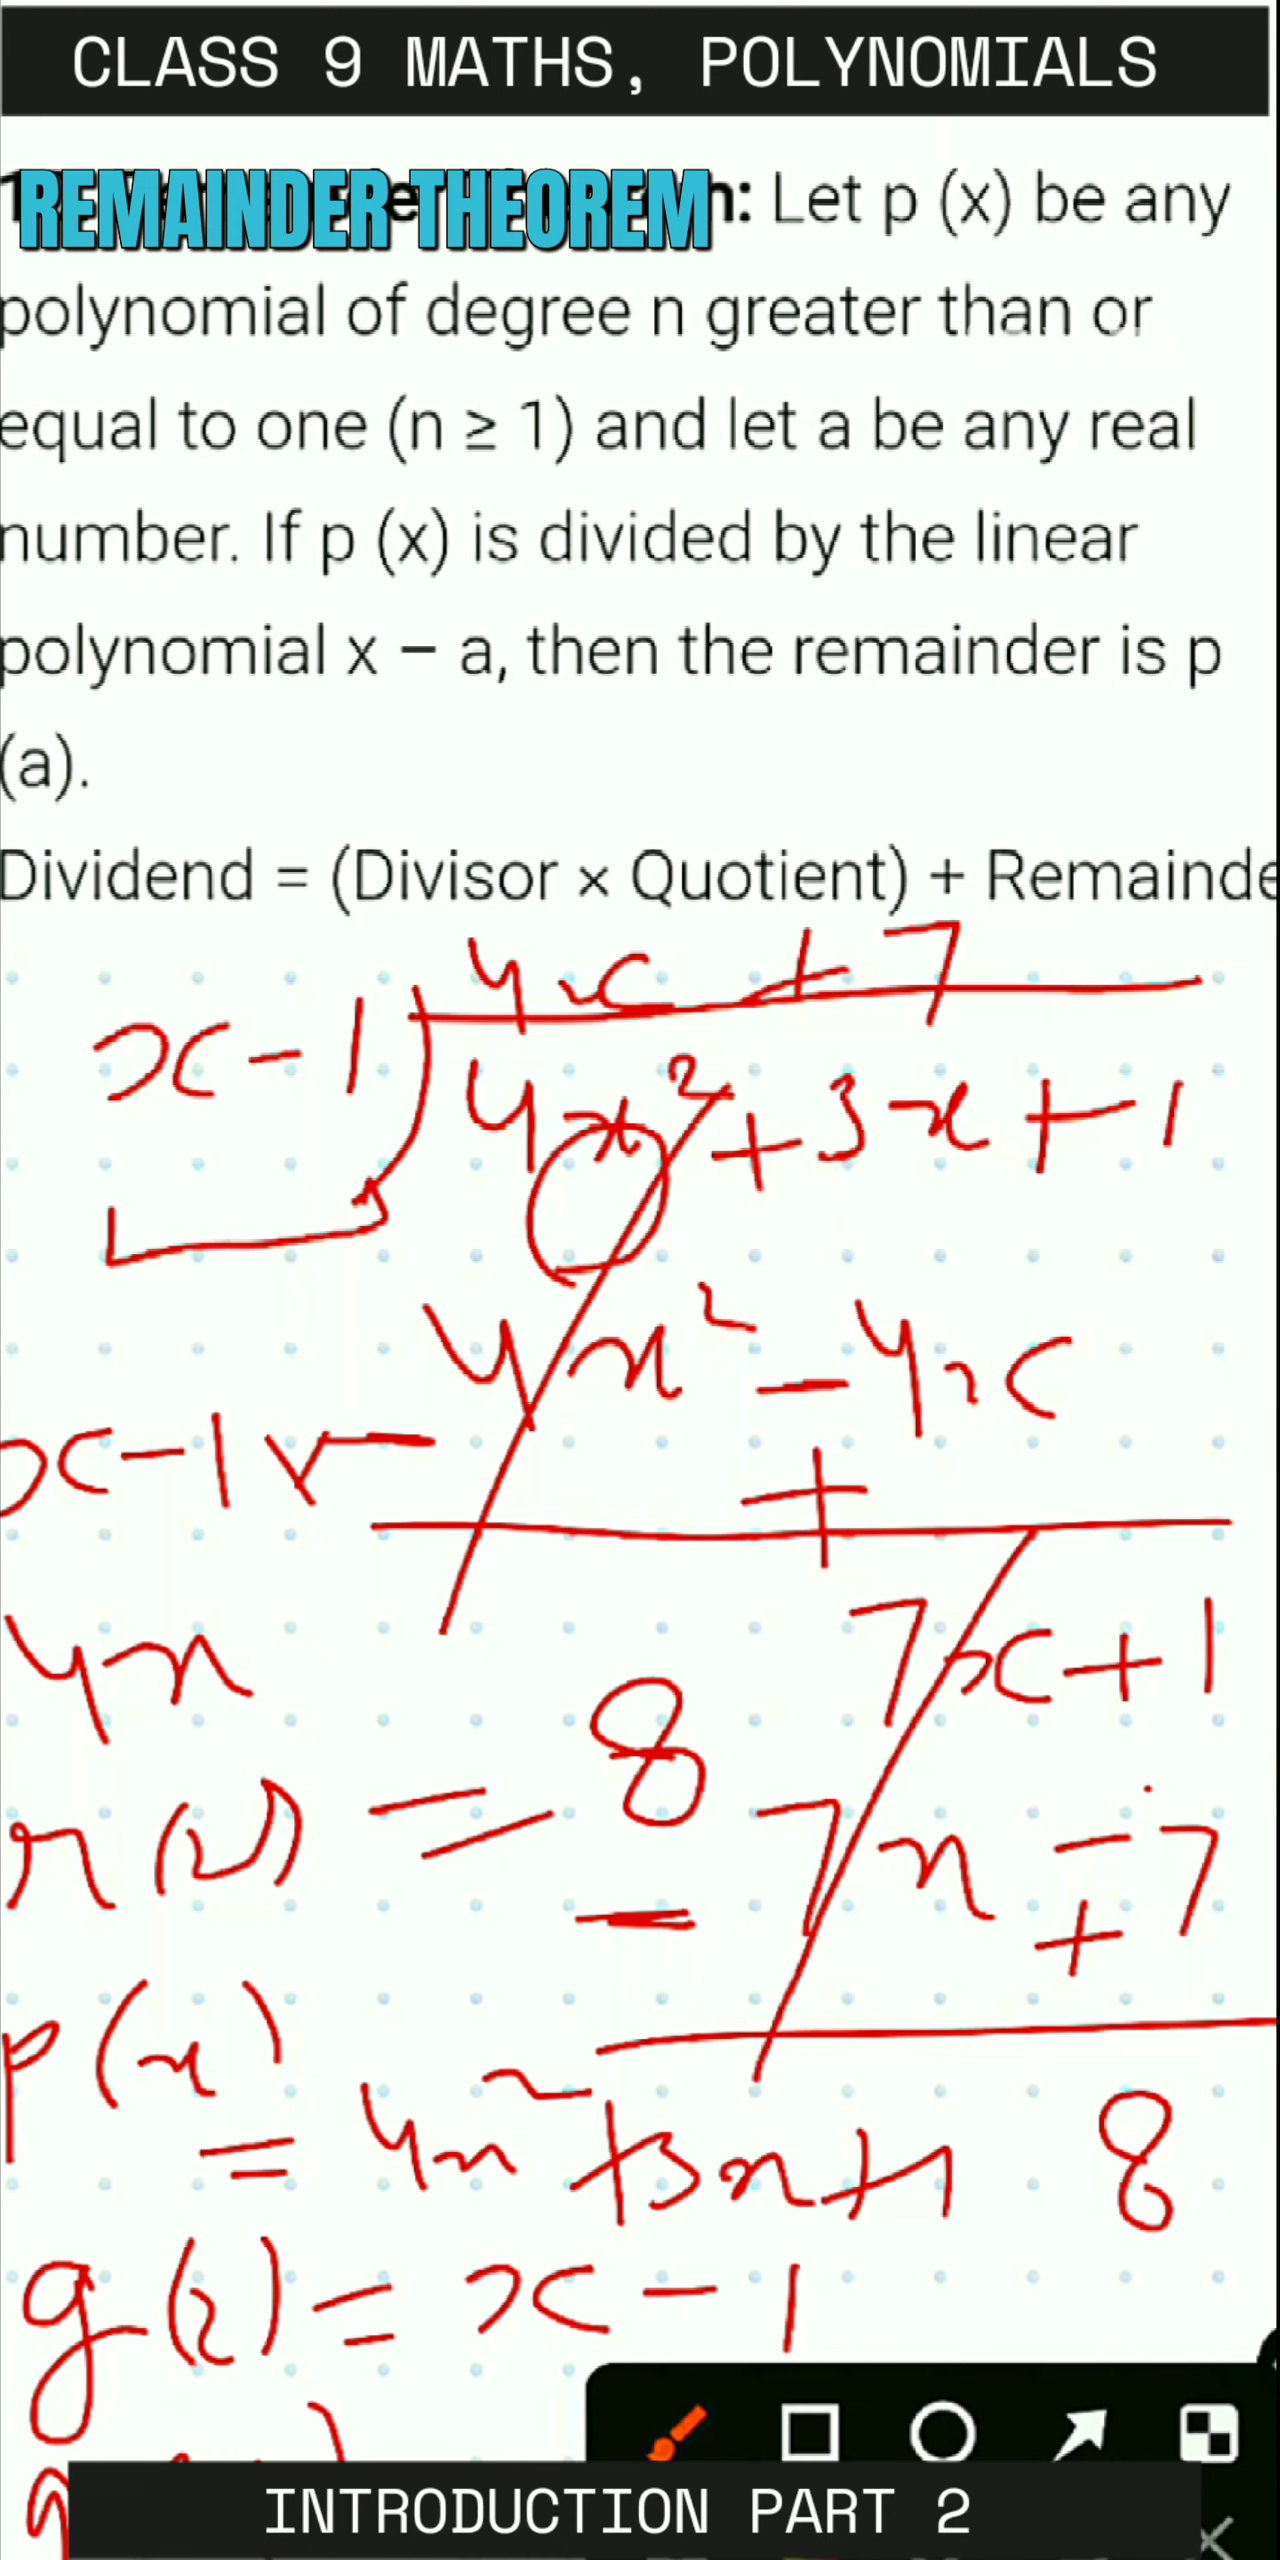 CLASS 9 MATHS, POLYNOMIALS
REMAINDER THEOREM: Let p (x) be any
polynomial of degree n greater than or
equal to one (n ≥ 1) and let a be any real
number. If p (x) is divided by the linear
polynomial x – a, then the remainder is p
(a).
Dividend = (Divisor × Quotient) + Remainde
4x + 7
x - 1 4x² + 3x + 1
4x² - 4x
x - 1 +
4x 7x + 1
r(x) = 8 7x - 7
+
p(x)
= 4x² + 3x + 1 8
g(x) = x - 1
INTRODUCTION PART 2